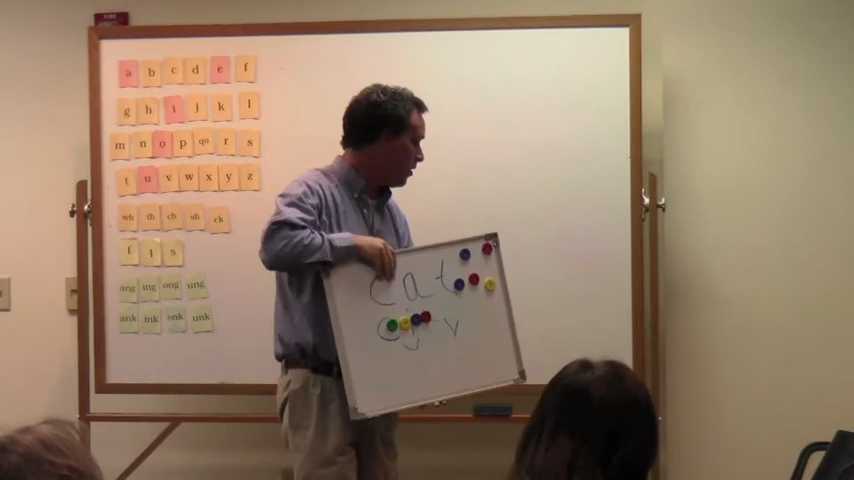 a b c d e f
g h i j k l
m n o p qu r s
t u v w x y z
wh th ch sh ck
f l s
ang ing ong ung
ank ink onk unk
cat